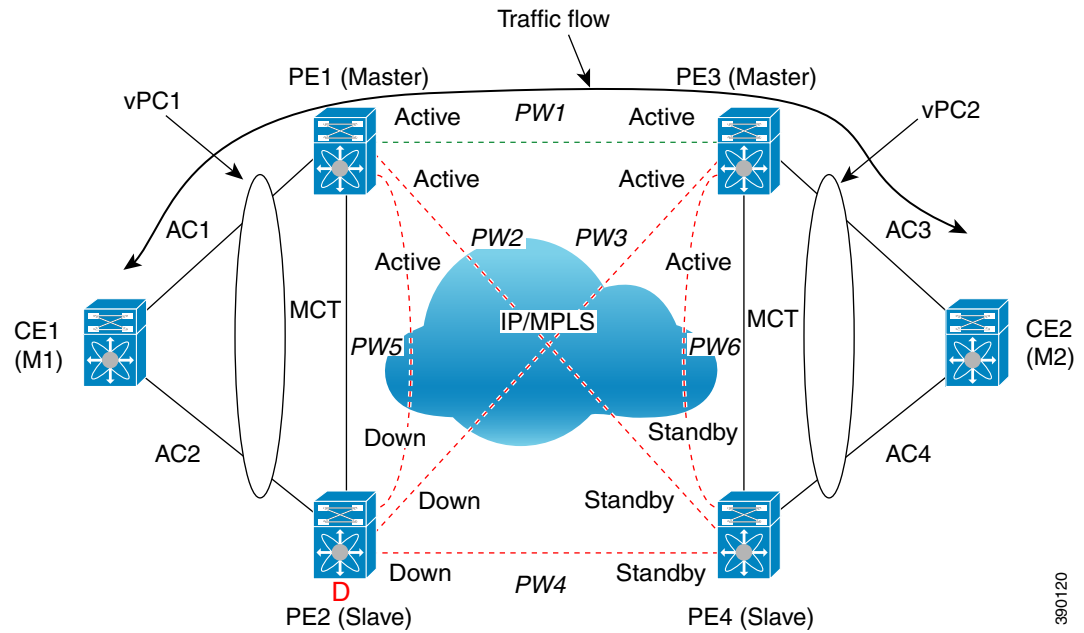 Traffic flow
PE1 (Master)
PE3 (Master)
vPC1
vPC2
Active
PW1
Active
Active
Active
AC1
AC3
PW2
PW3
Active
Active
MCT
IP/MPLS
MCT
CE1
(M1)
CE2
(M2)
PW5
PW6
Down
Standby
AC2
AC4
Down
Standby
Down
Standby
PW4
D
PE2 (Slave)
PE4 (Slave)
390120